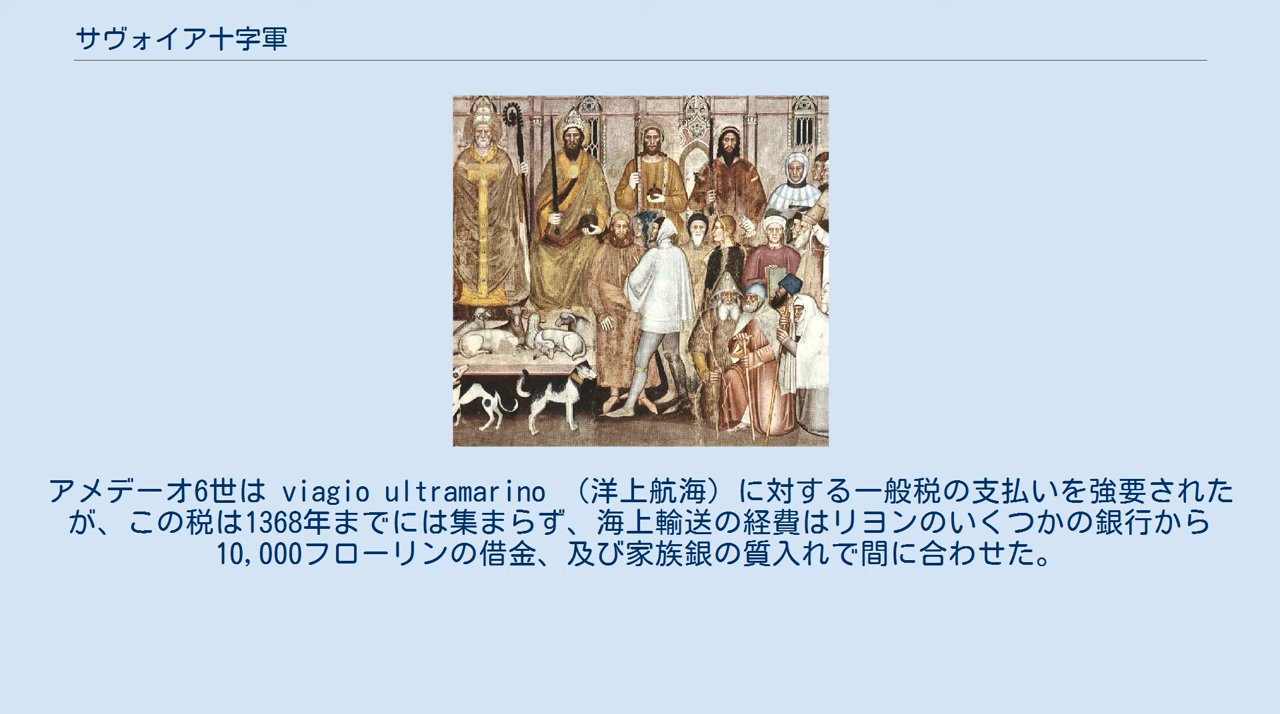 サヴォイア十字軍
アメデーオ6世は viagio ultramarino （洋上航海）に対する一般税の支払いを強要された
が、この税は1368年までには集まらず、海上輸送の経費はリヨンのいくつかの銀行から
10,000フローリンの借金、及び家族銀の質入れで間に合わせた。